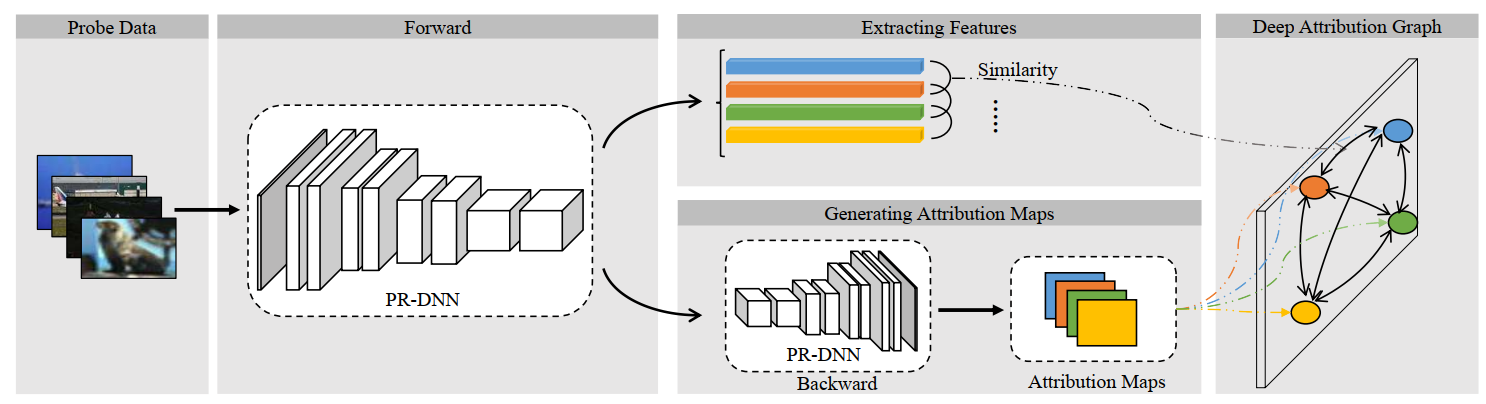 Probe Data
Forward
Extracting Features
Deep Attribution Graph
Similarity
PR-DNN
Generating Attribution Maps
PR-DNN
Backward
Attribution Maps